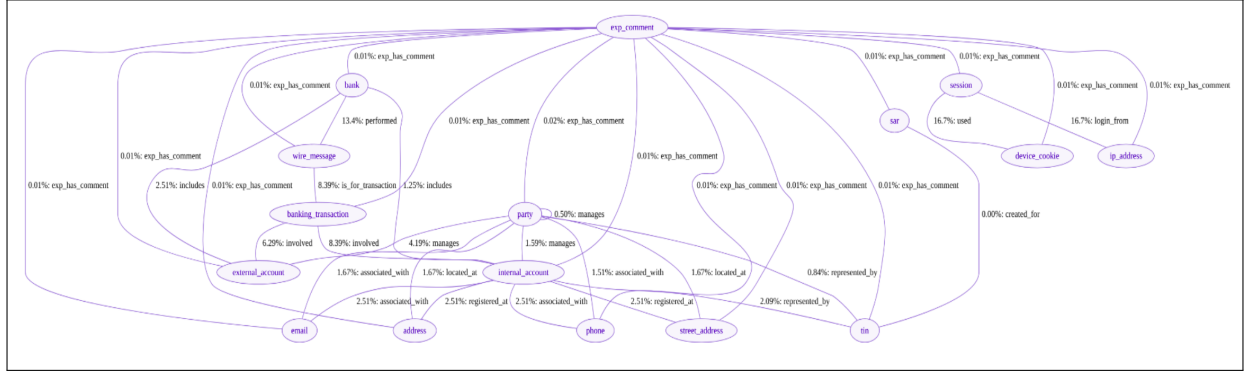 exp_comment
0.01%: exp_has_comment
0.01%: exp_has_comment
0.01%: exp_has_comment
0.01%: exp_has_comment
0.01%: exp_has_comment
bank
session
0.01%: exp_has_comment
13.4%: performed
0.01%: exp_has_comment
0.02%: exp_has_comment
sar
16.7%: used
16.7%: login_from
wire_message
0.01%: exp_has_comment
0.01%: exp_has_comment
device_cookie
ip_address
0.01%: exp_has_comment
2.51%: includes
0.01%: exp_has_comment
8.39%: is_for_transaction
1.25%: includes
0.01%: exp_has_comment
0.01%: exp_has_comment
0.01%: exp_has_comment
banking_transaction
party
0.50%: manages
0.00%: created_for
6.29%: involved
8.39%: involved
4.19%: manages
1.59%: manages
external_account
1.67%: associated_with
1.67%: located_at
internal_account
1.51%: associated_with
1.67%: located_at
0.84%: represented_by
2.51%: associated_with
2.51%: registered_at
2.51%: associated_with
2.51%: registered_at
2.09%: represented_by
email
address
phone
street_address
tin